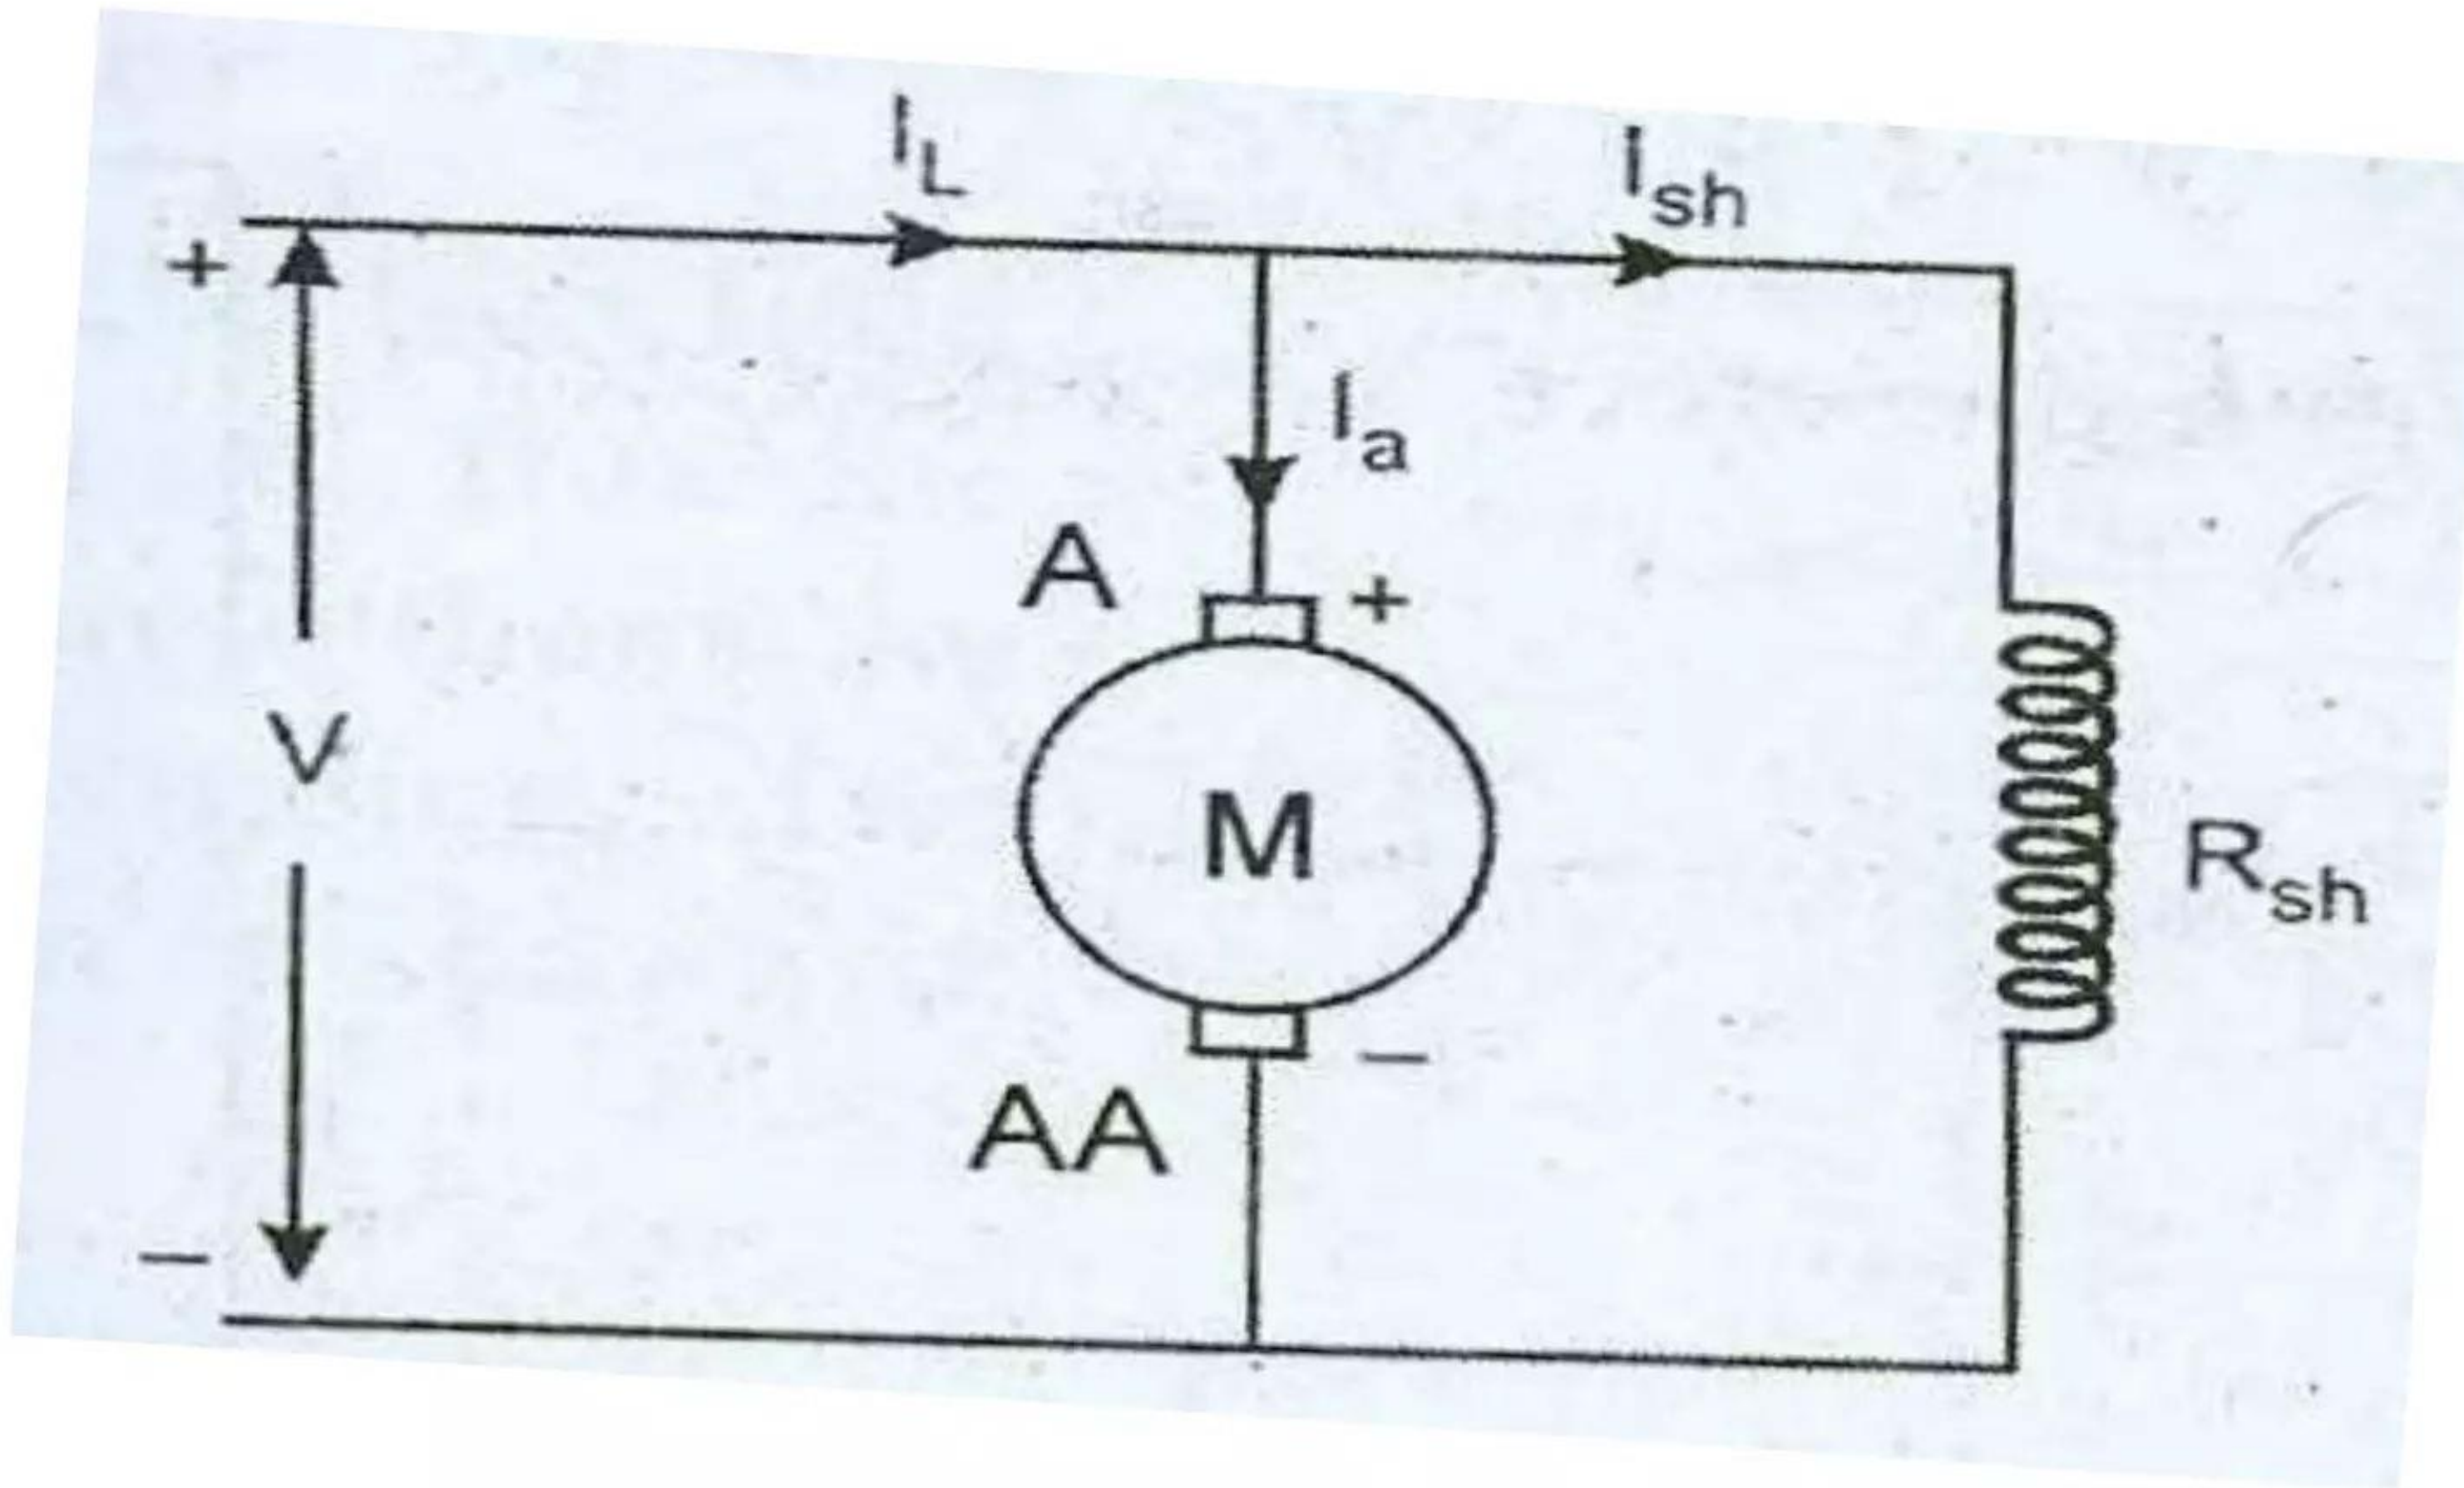 I_L
I_sh
+
I_a
A +
V
M
R_sh
−
AA
−